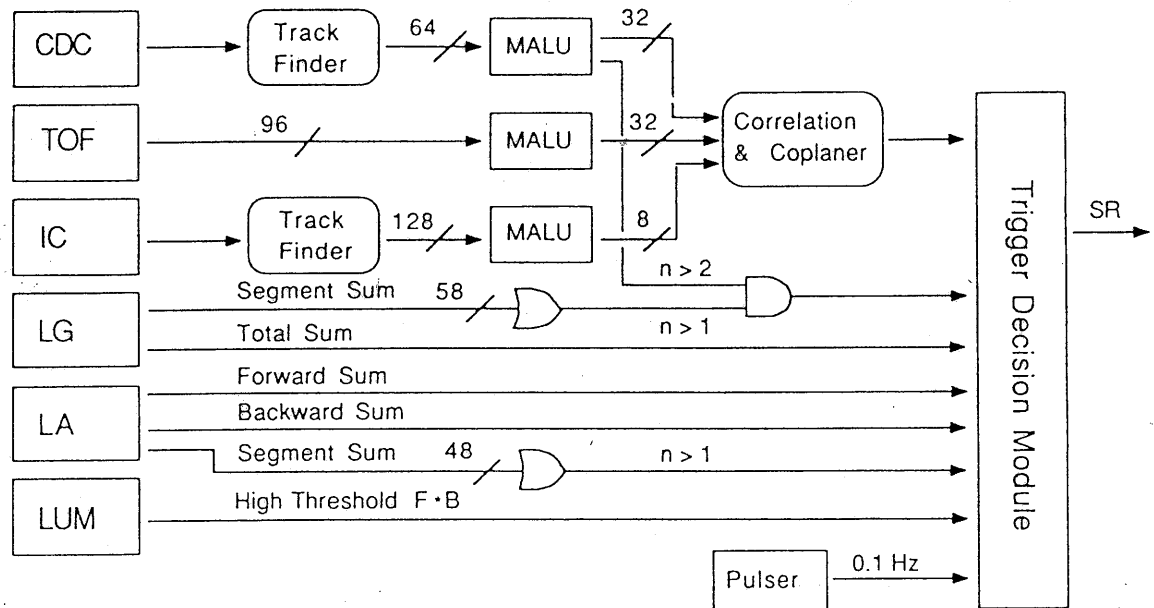 CDC
Track
Finder
64
MALU
32
TOF
96
MALU
32
Correlation
& Coplaner
IC
Track
Finder
128
MALU
8
SR
Trigger Decision Module
LG
Segment Sum
58
n > 2
n > 1
Total Sum
LA
Forward Sum
Backward Sum
Segment Sum
48
n > 1
LUM
High Threshold F·B
Pulser
0.1 Hz